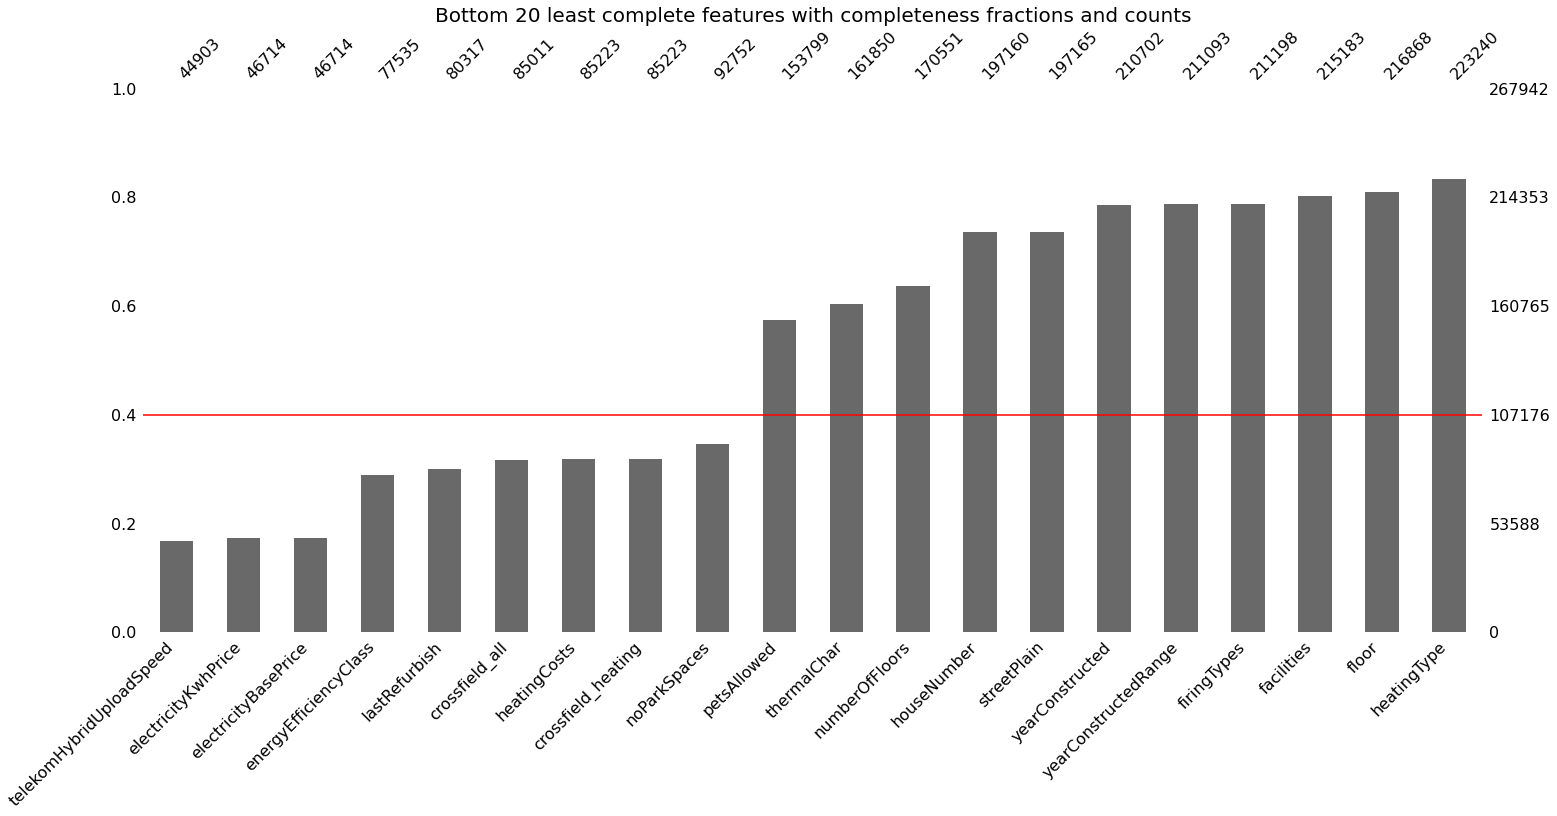 Bottom 20 least complete features with completeness fractions and counts
44903
46714
46714
77535
80317
85011
85223
85223
92752
153799
161850
170551
197160
197165
210702
211093
211198
215183
216868
223240
1.0
267942
0.8
214353
0.6
160765
0.4
107176
0.2
53588
0.0
0
telekomHybridUploadSpeed
electricityKwhPrice
electricityBasePrice
energyEfficiencyClass
lastRefurbish
crossfield_all
heatingCosts
crossfield_heating
noParkSpaces
petsAllowed
thermalChar
numberOfFloors
houseNumber
streetPlain
yearConstructed
yearConstructedRange
firingTypes
facilities
floor
heatingType